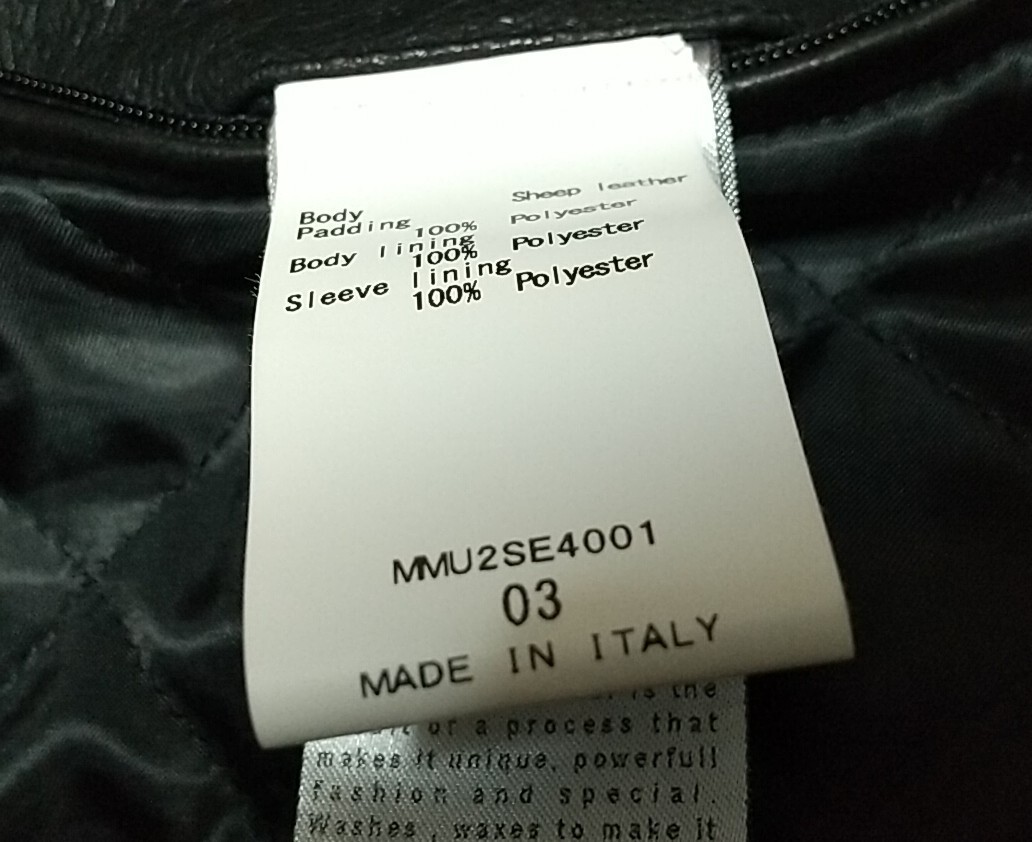 Body Sheep leather
Padding 100% Polyester
Body lining 100% Polyester
Sleeve lining 100% Polyester
MMU2SE4001
03
MADE IN ITALY
is the
or a process that
makes it unique, powerfull
fashion and special.
Washes, waxes to make it